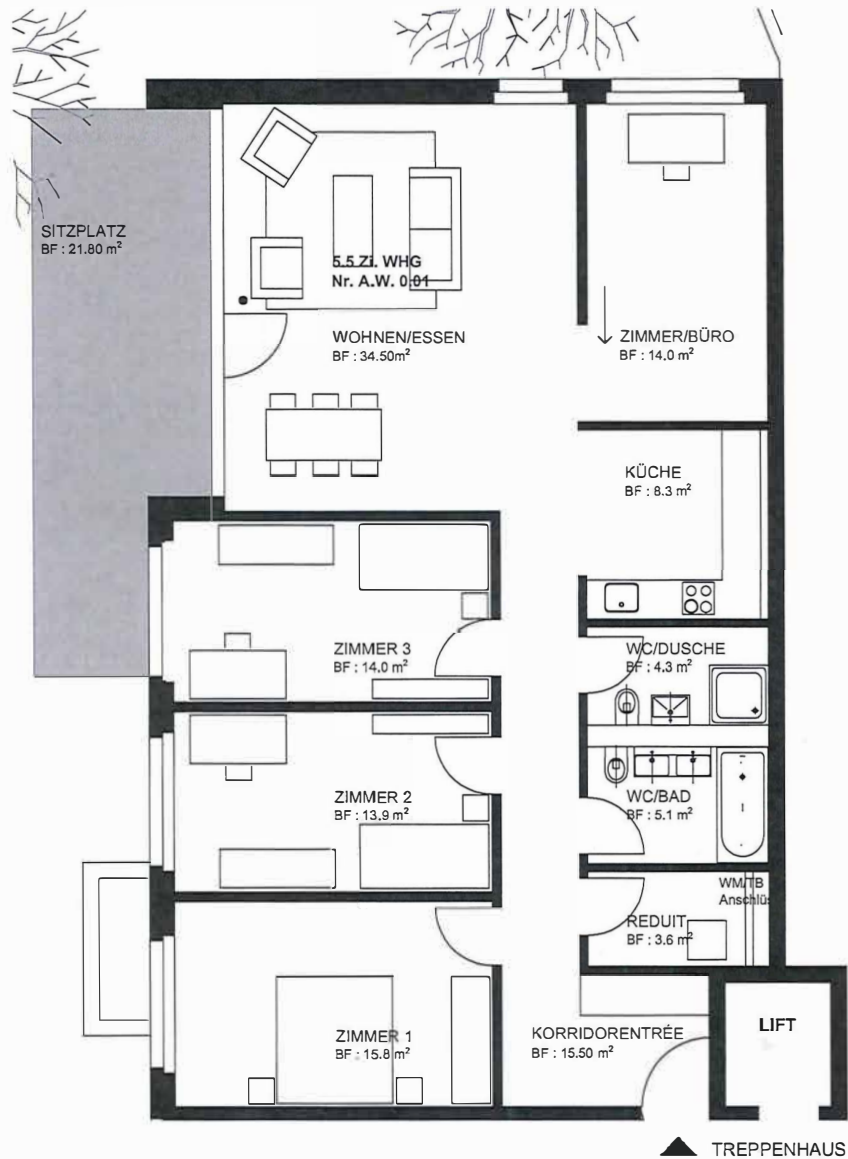 SITZPLATZ
BF : 21.80 m²
5.5 Zi. WHG
Nr. A.W. 0.01
WOHNEN/ESSEN
BF : 34.50m²
ZIMMER/BÜRO
BF : 14.0 m²
KÜCHE
BF : 8.3 m²
ZIMMER 3
BF : 14.0 m²
WC/DUSCHE
BF : 4.3 m²
ZIMMER 2
BF : 13.9 m²
WC/BAD
BF : 5.1 m²
WM/TB
Anschlüs
REDUIT
BF : 3.6 m²
ZIMMER 1
BF : 15.8 m²
KORRIDORENTRÉE
BF : 15.50 m²
LIFT
TREPPENHAUS